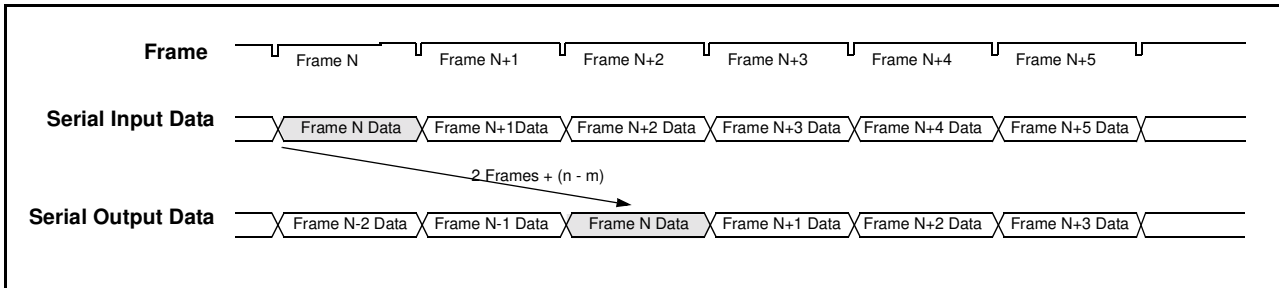 Frame
Frame N
Frame N+1
Frame N+2
Frame N+3
Frame N+4
Frame N+5
Serial Input Data
Frame N Data
Frame N+1Data
Frame N+2 Data
Frame N+3 Data
Frame N+4 Data
Frame N+5 Data
2 Frames + (n - m)
Serial Output Data
Frame N-2 Data
Frame N-1 Data
Frame N Data
Frame N+1 Data
Frame N+2 Data
Frame N+3 Data